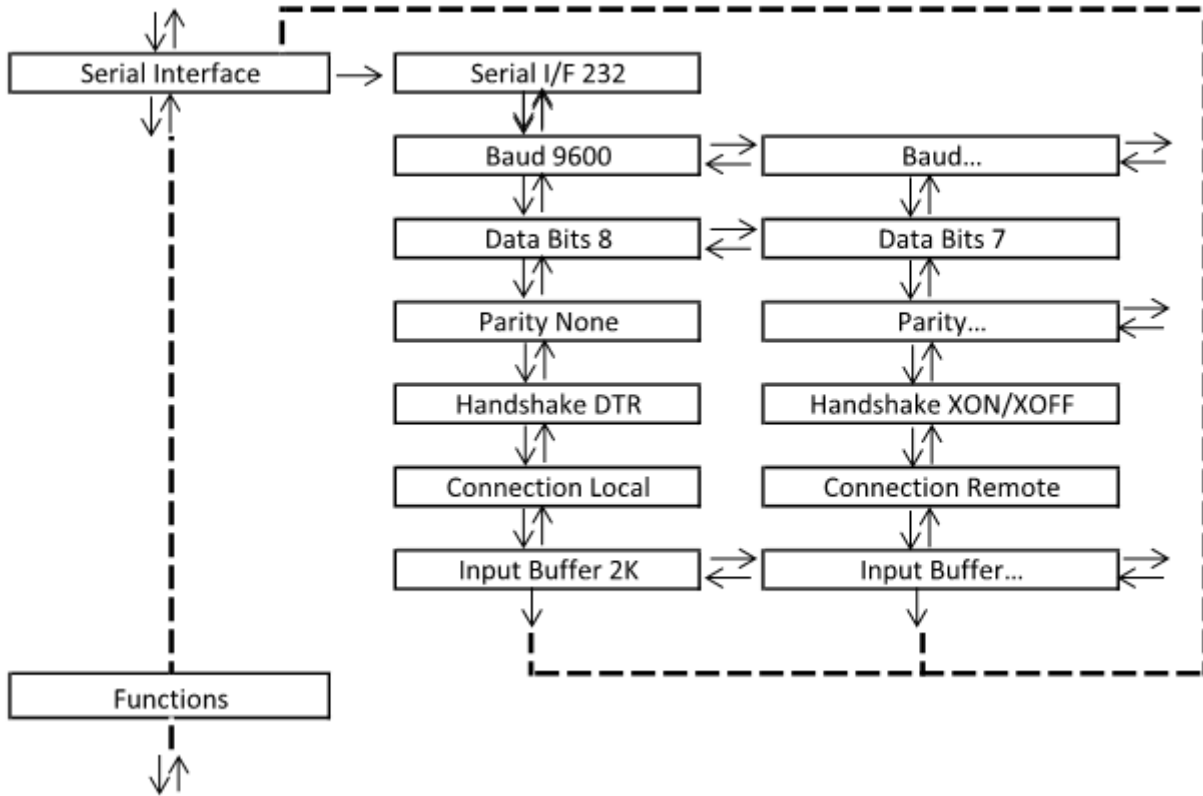 Serial Interface
Serial I/F 232
Baud 9600
Baud...
Data Bits 8
Data Bits 7
Parity None
Parity...
Handshake DTR
Handshake XON/XOFF
Connection Local
Connection Remote
Input Buffer 2K
Input Buffer...
Functions